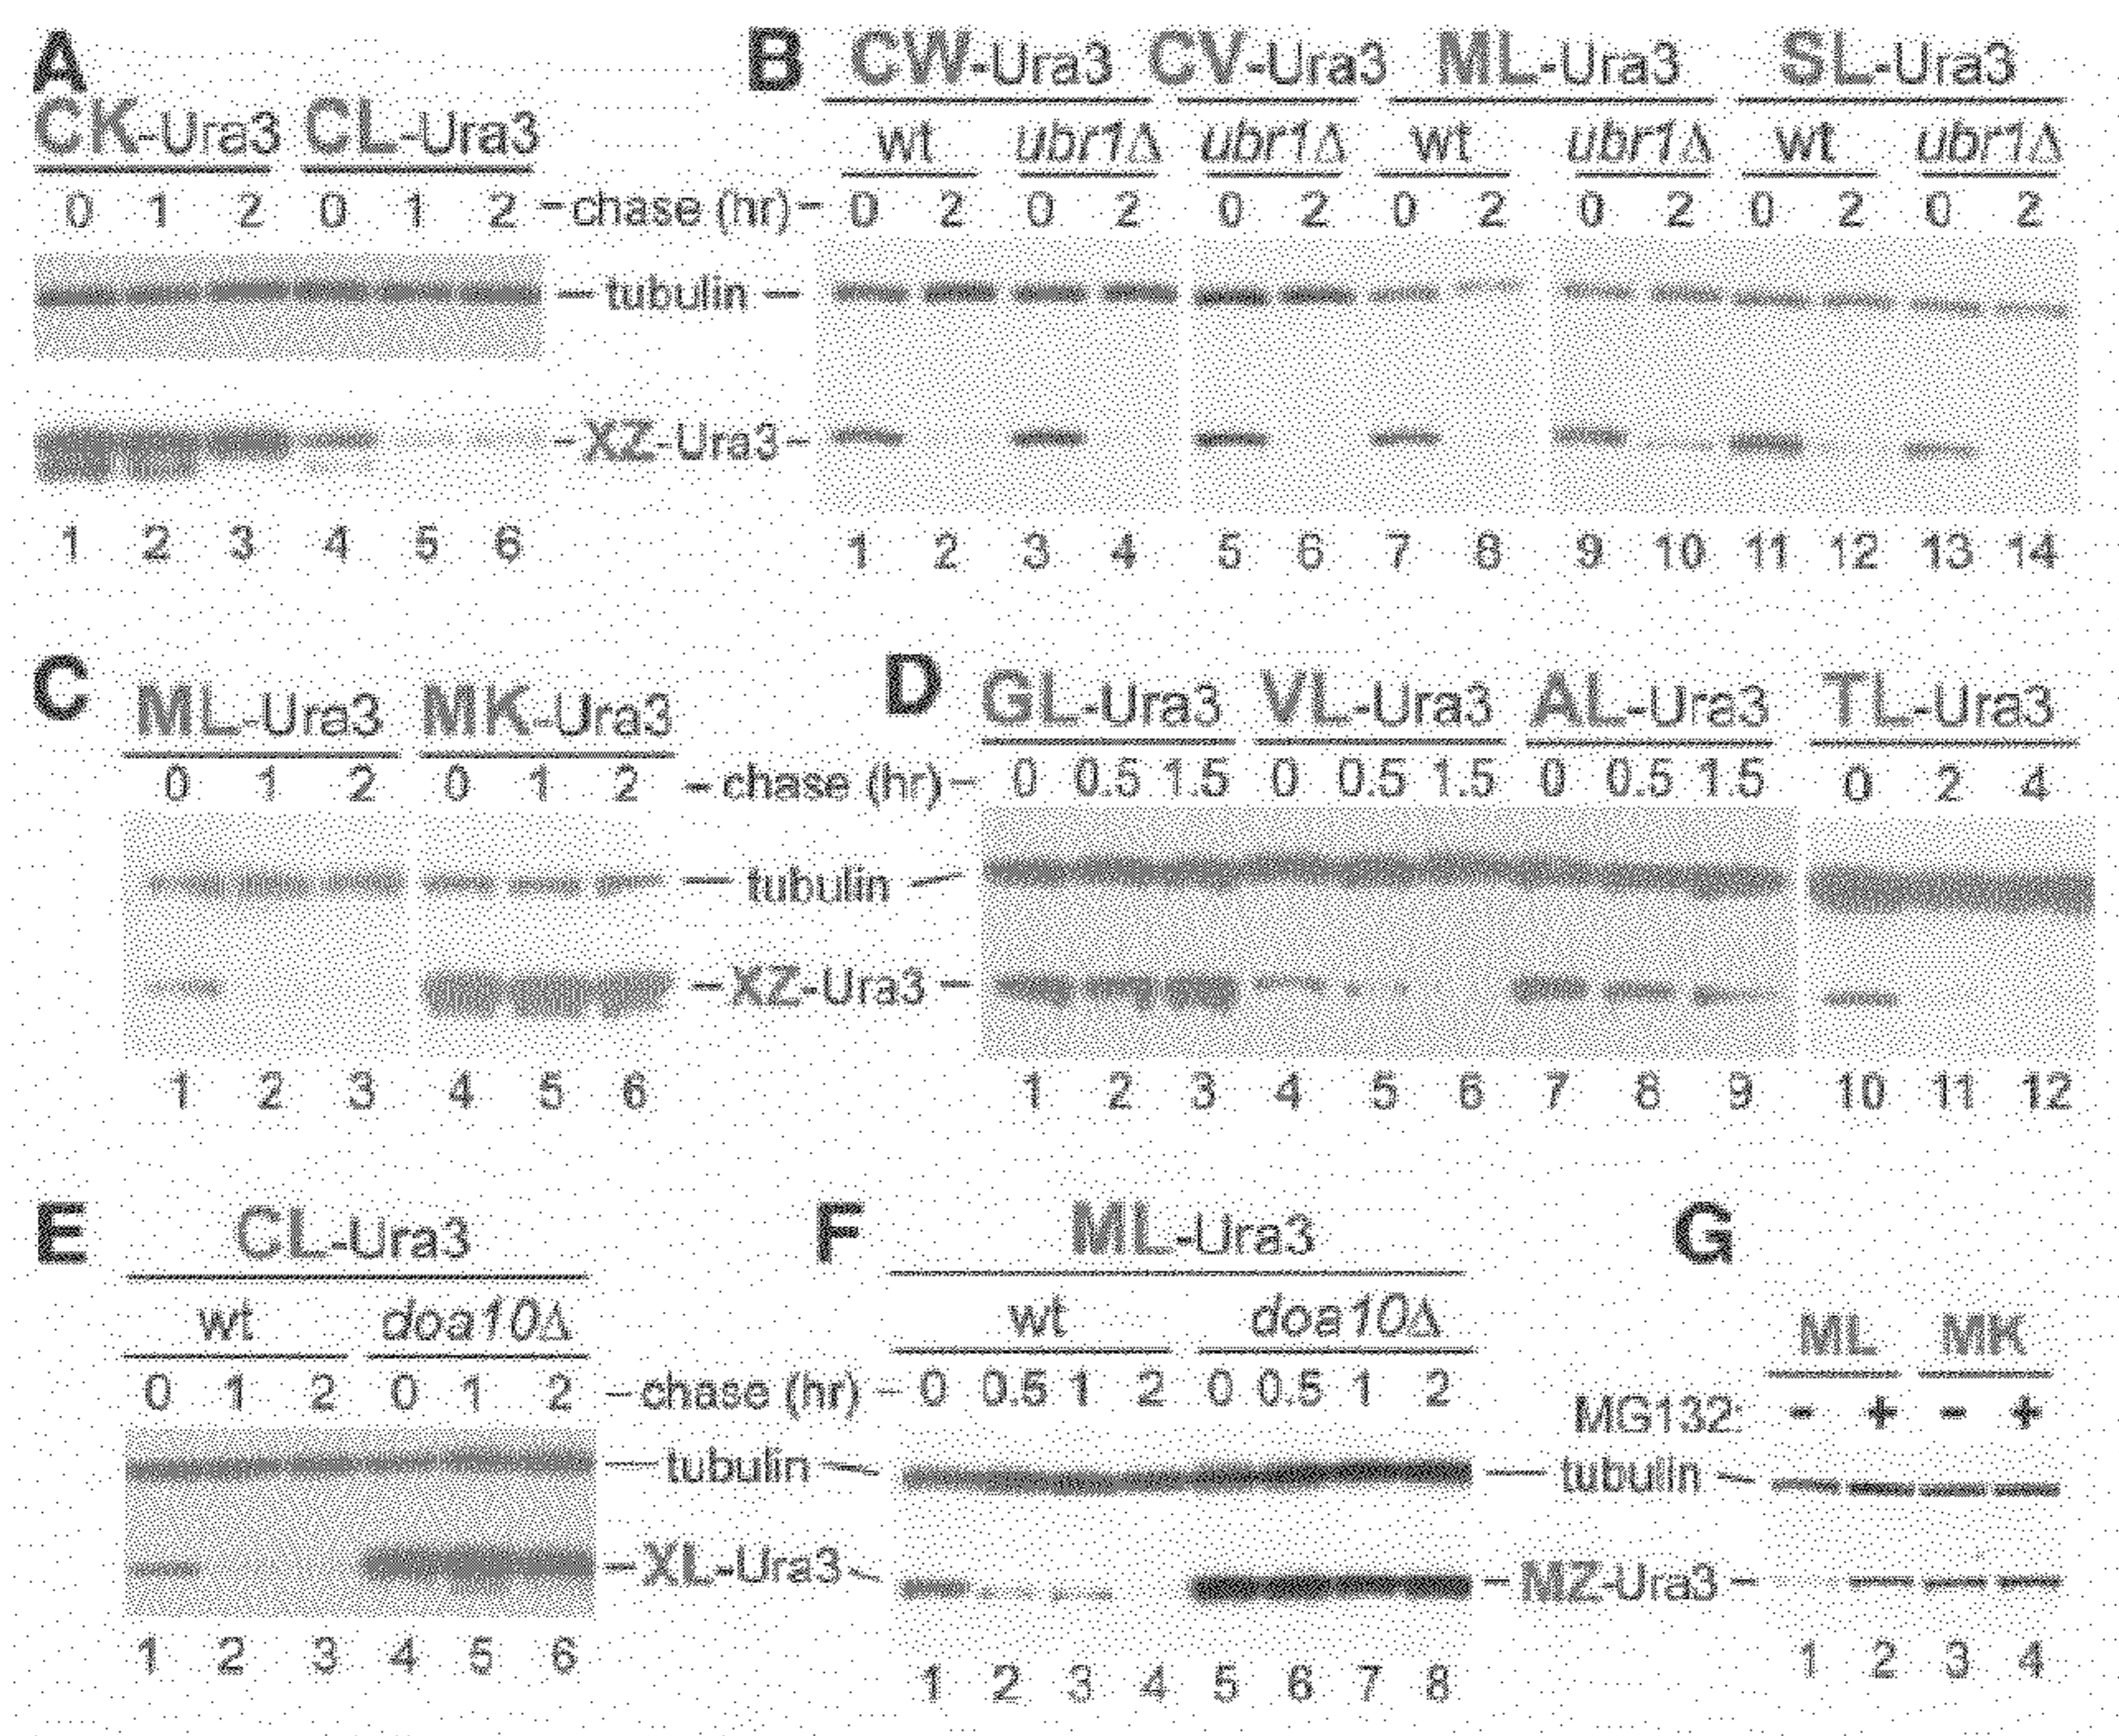 A
CK-Ura3 CL-Ura3
0 1 2 0 1 2 – chase (hr) –
— tubulin —
– XZ-Ura3 –
1 2 3 4 5 6
B CW-Ura3 CV-Ura3 ML-Ura3 SL-Ura3
wt ubr1Δ ubr1Δ wt ubr1Δ wt ubr1Δ
0 2 0 2 0 2 0 2 0 2 0 2 0 2
1 2 3 4 5 6 7 8 9 10 11 12 13 14
C ML-Ura3 MK-Ura3
0 1 2 0 1 2 – chase (hr) –
— tubulin —
– XZ-Ura3 –
1 2 3 4 5 6
D GL-Ura3 VL-Ura3 AL-Ura3 TL-Ura3
0 0.5 1.5 0 0.5 1.5 0 0.5 1.5 0 2 4
1 2 3 4 5 6 7 8 9 10 11 12
E CL-Ura3
wt doa10Δ
0 1 2 0 1 2 – chase (hr) –
— tubulin —
– XL-Ura3 –
1 2 3 4 5 6
F ML-Ura3
wt doa10Δ
0 0.5 1 2 0 0.5 1 2
1 2 3 4 5 6 7 8
G
ML MK
MG132: - + - +
— tubulin –
– MZ-Ura3 –
1 2 3 4